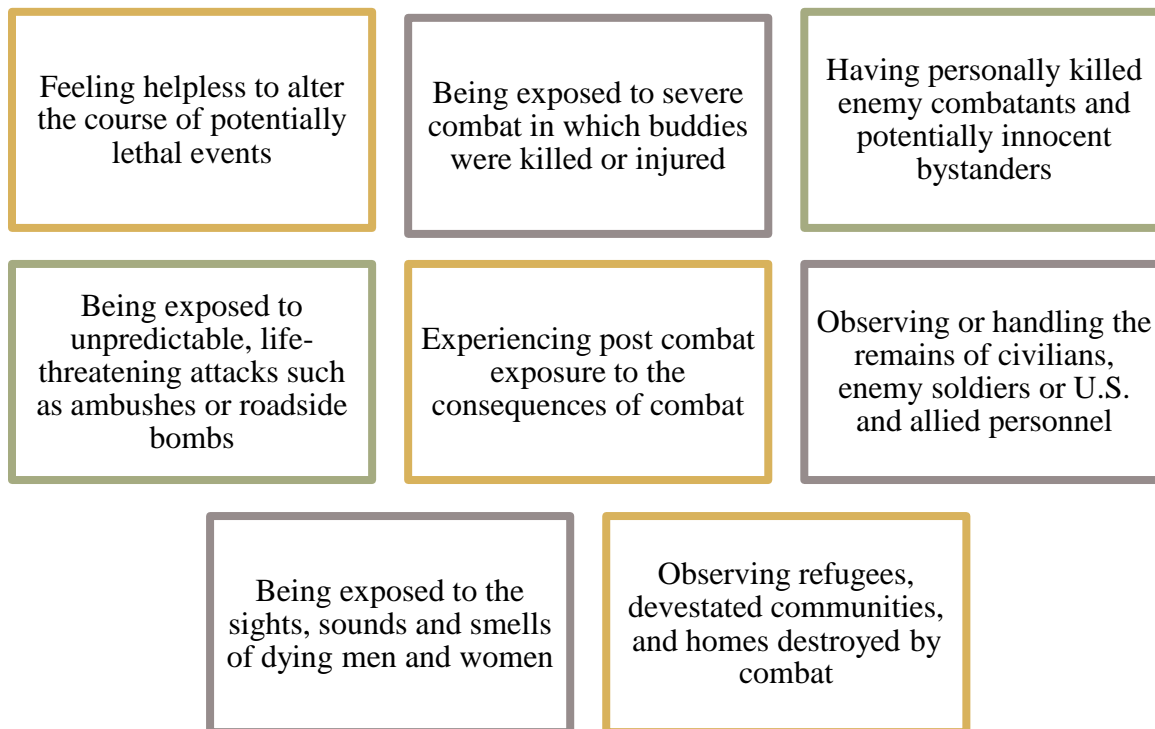 Feeling helpless to alter
the course of potentially
lethal events
Being exposed to severe
combat in which buddies
were killed or injured
Having personally killed
enemy combatants and
potentially innocent
bystanders
Being exposed to
unpredictable, life-
threatening attacks such
as ambushes or roadside
bombs
Experiencing post combat
exposure to the
consequences of combat
Observing or handling the
remains of civilians,
enemy soldiers or U.S.
and allied personnel
Being exposed to the
sights, sounds and smells
of dying men and women
Observing refugees,
devestated communities,
and homes destroyed by
combat